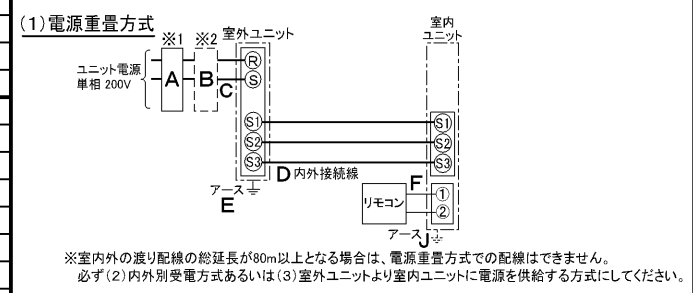 (1)電源重畳方式
※1 ※2 室外ユニット 室内
ユニット
ユニット電源
単相 200V
A B C
R
S
S1 S1
S2 S2
S3 S3
D 内外接続線
アース
E
リモコン F ① ②
アース J
※室内外の渡り配線の総延長が80m以上となる場合は、電源重畳方式での配線はできません。
必ず(2)内外別受電方式あるいは(3)室外ユニットより室内ユニットに電源を供給する方式にしてください。